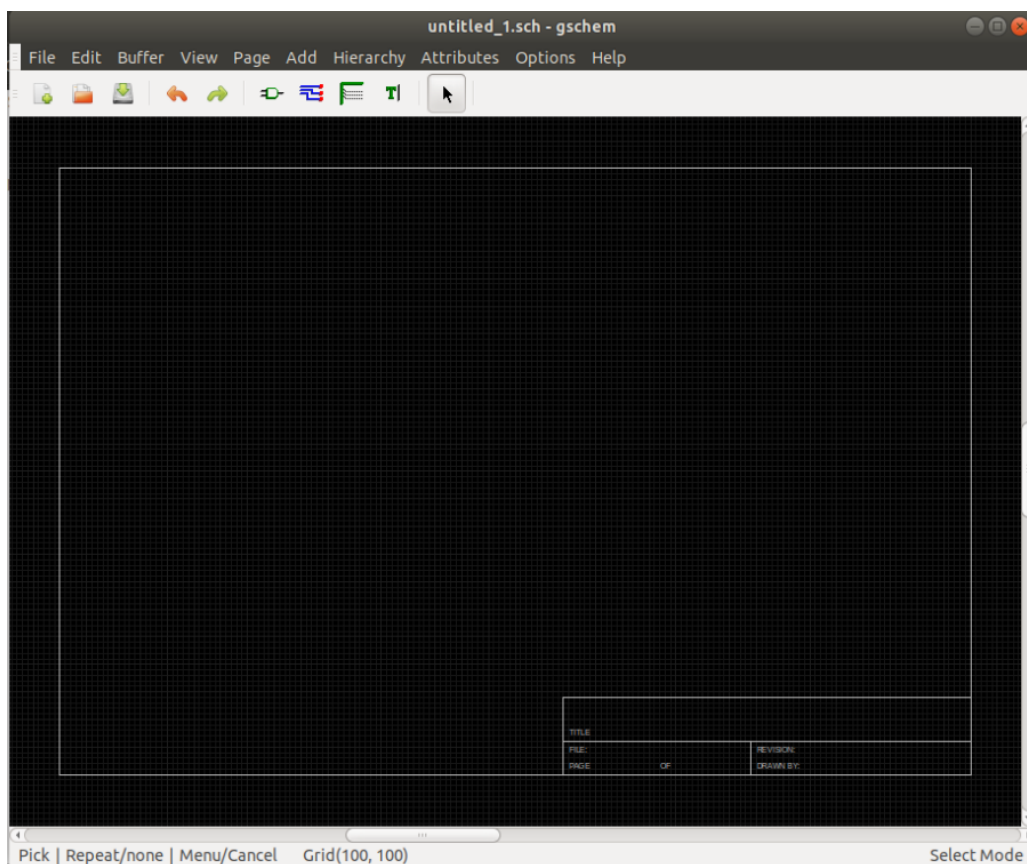 untitled_1.sch - gschem
File Edit Buffer View Page Add Hierarchy Attributes Options Help
T
TITLE
FILE: REVISION:
PAGE OF DRAWN BY:
Pick | Repeat/none | Menu/Cancel Grid(100, 100) Select Mode